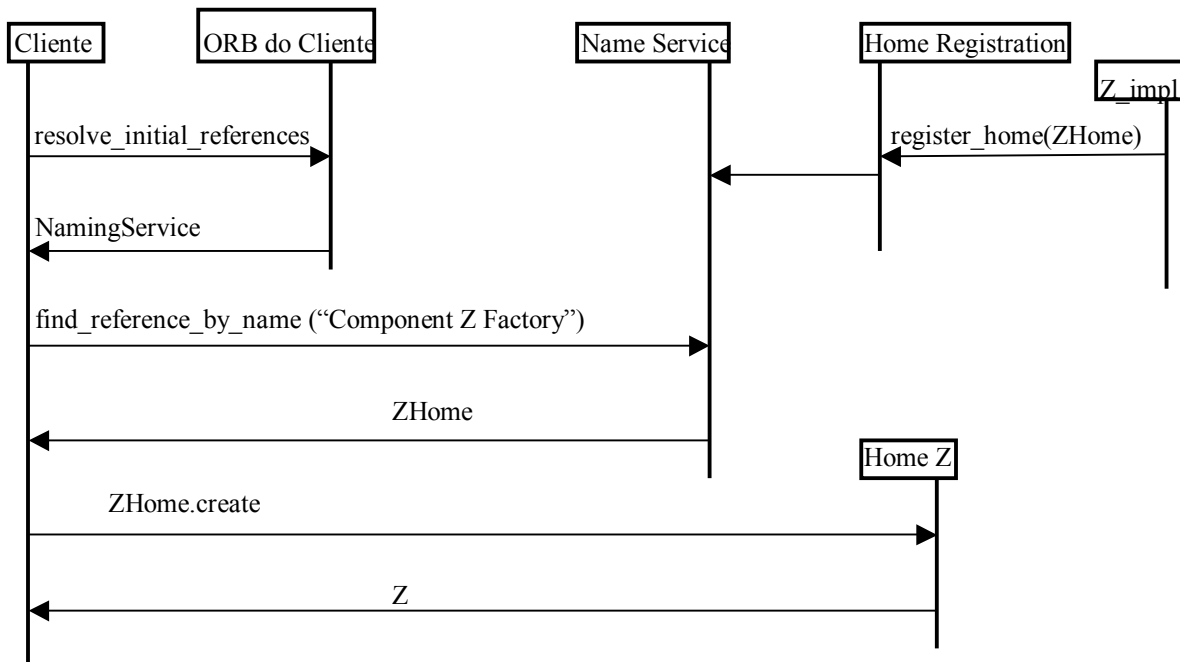 Cliente
ORB do Cliente
Name Service
Home Registration
Z_impl
resolve_initial_references
register_home(ZHome)
NamingService
find_reference_by_name (“Component Z Factory”)
ZHome
Home Z
ZHome.create
Z